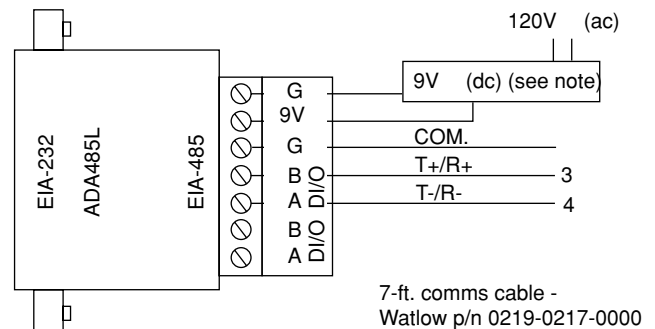 120V (ac)
9V (dc) (see note)
EIA-232
ADA485L
EIA-485
G
9V
G COM.
B T+/R+ 3
A T-/R- 4
DI/O
B
A
DI/O
7-ft. comms cable -
Watlow p/n 0219-0217-0000